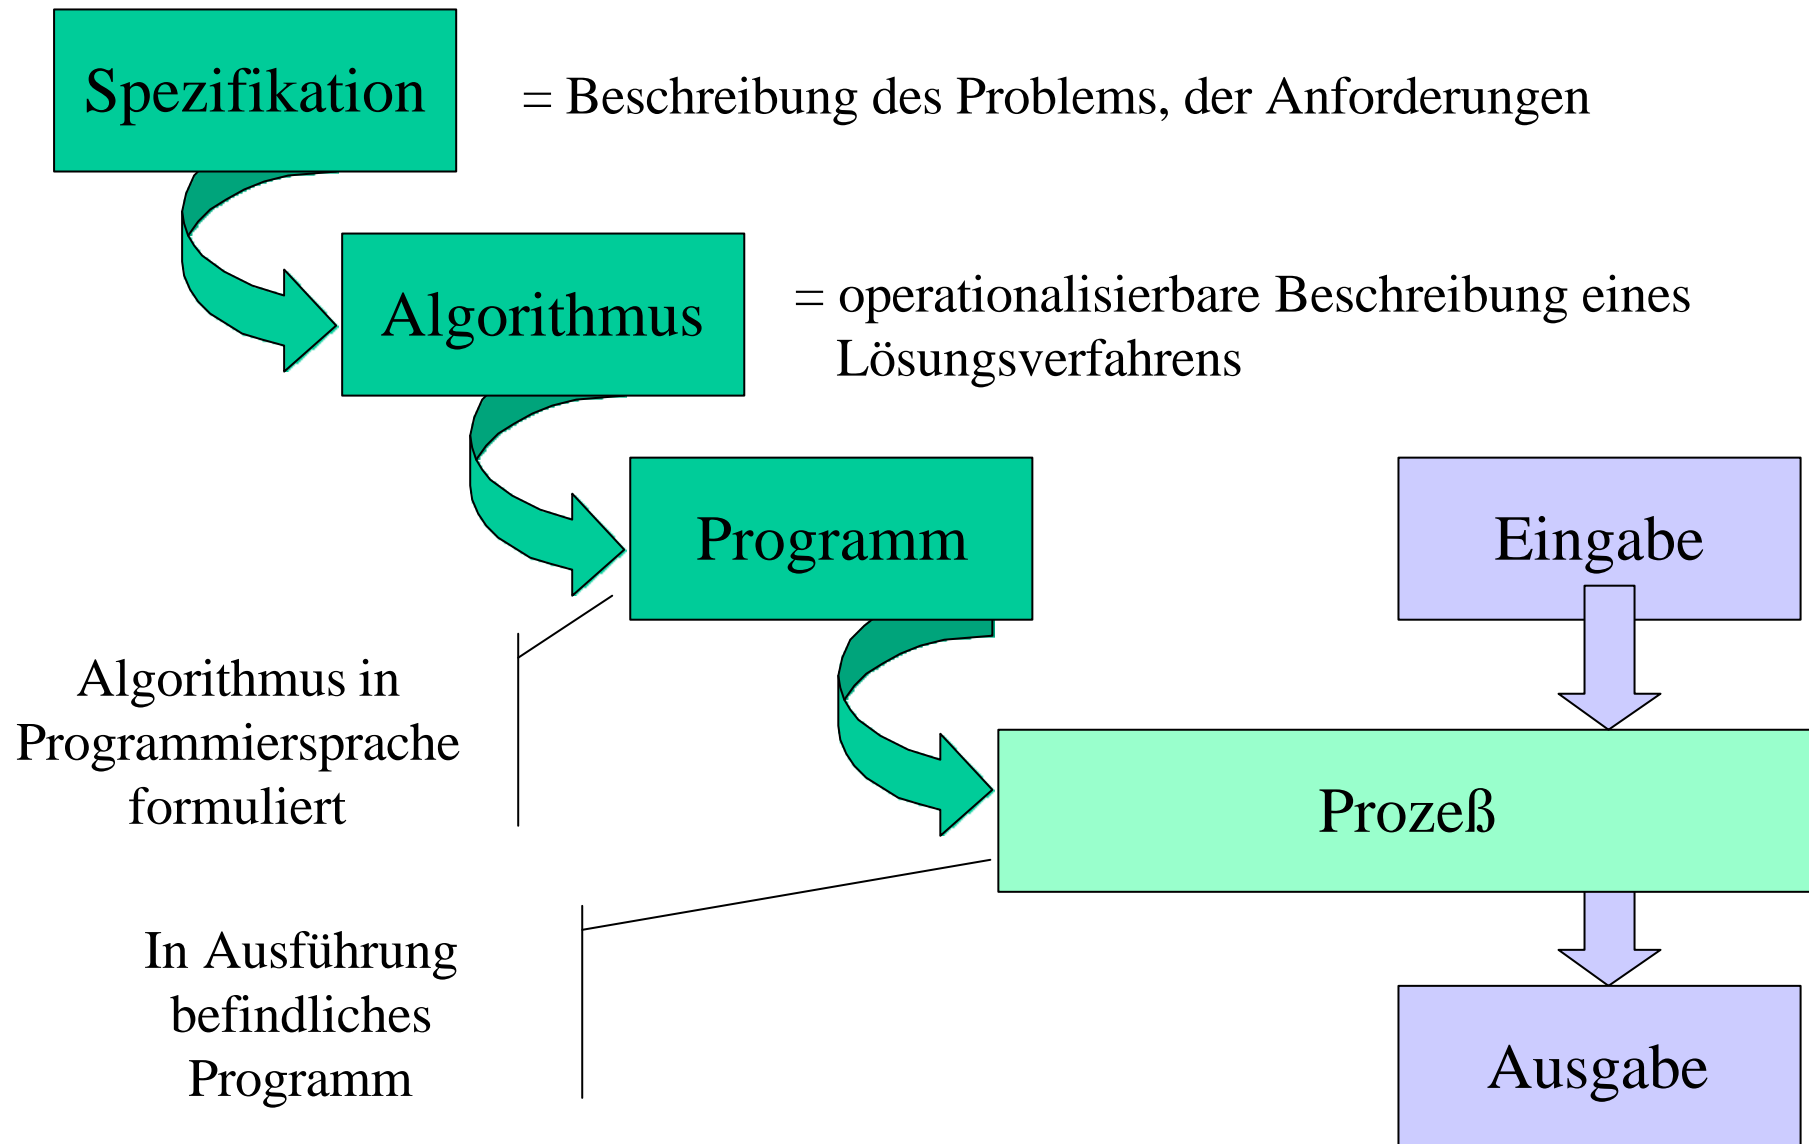 Spezifikation
= Beschreibung des Problems, der Anforderungen
Algorithmus
= operationalisierbare Beschreibung eines
Lösungsverfahrens
Programm
Eingabe
Algorithmus in
Programmiersprache
formuliert
Prozeß
In Ausführung
befindliches
Programm
Ausgabe